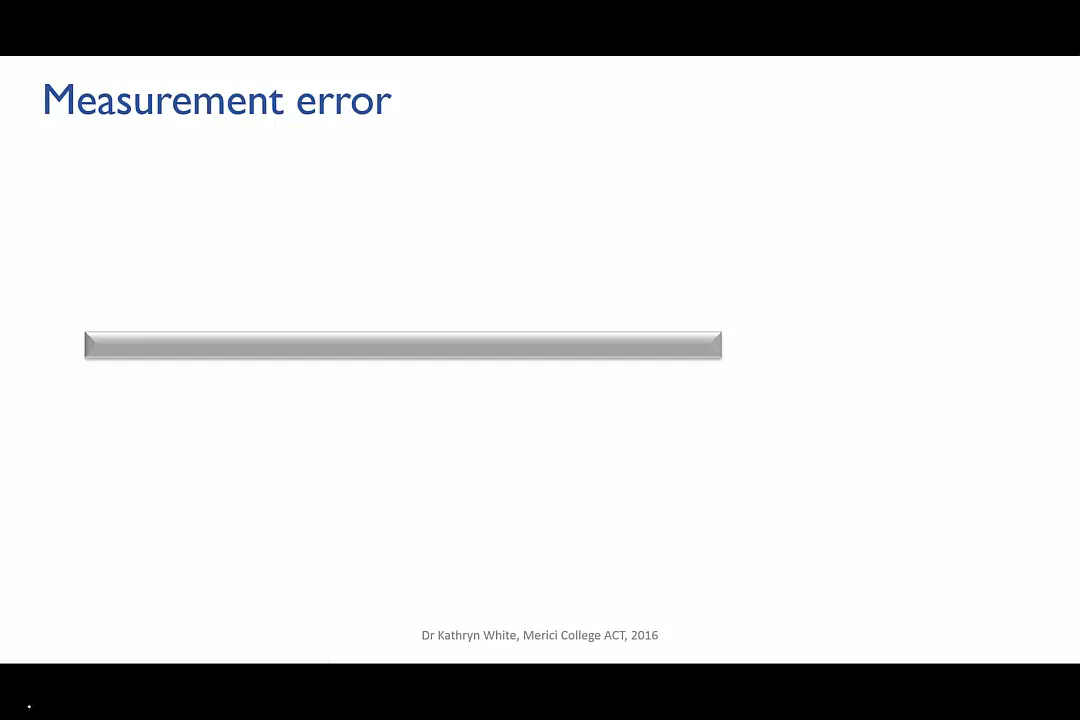 Measurement error
Dr Kathryn White, Merici College ACT, 2016